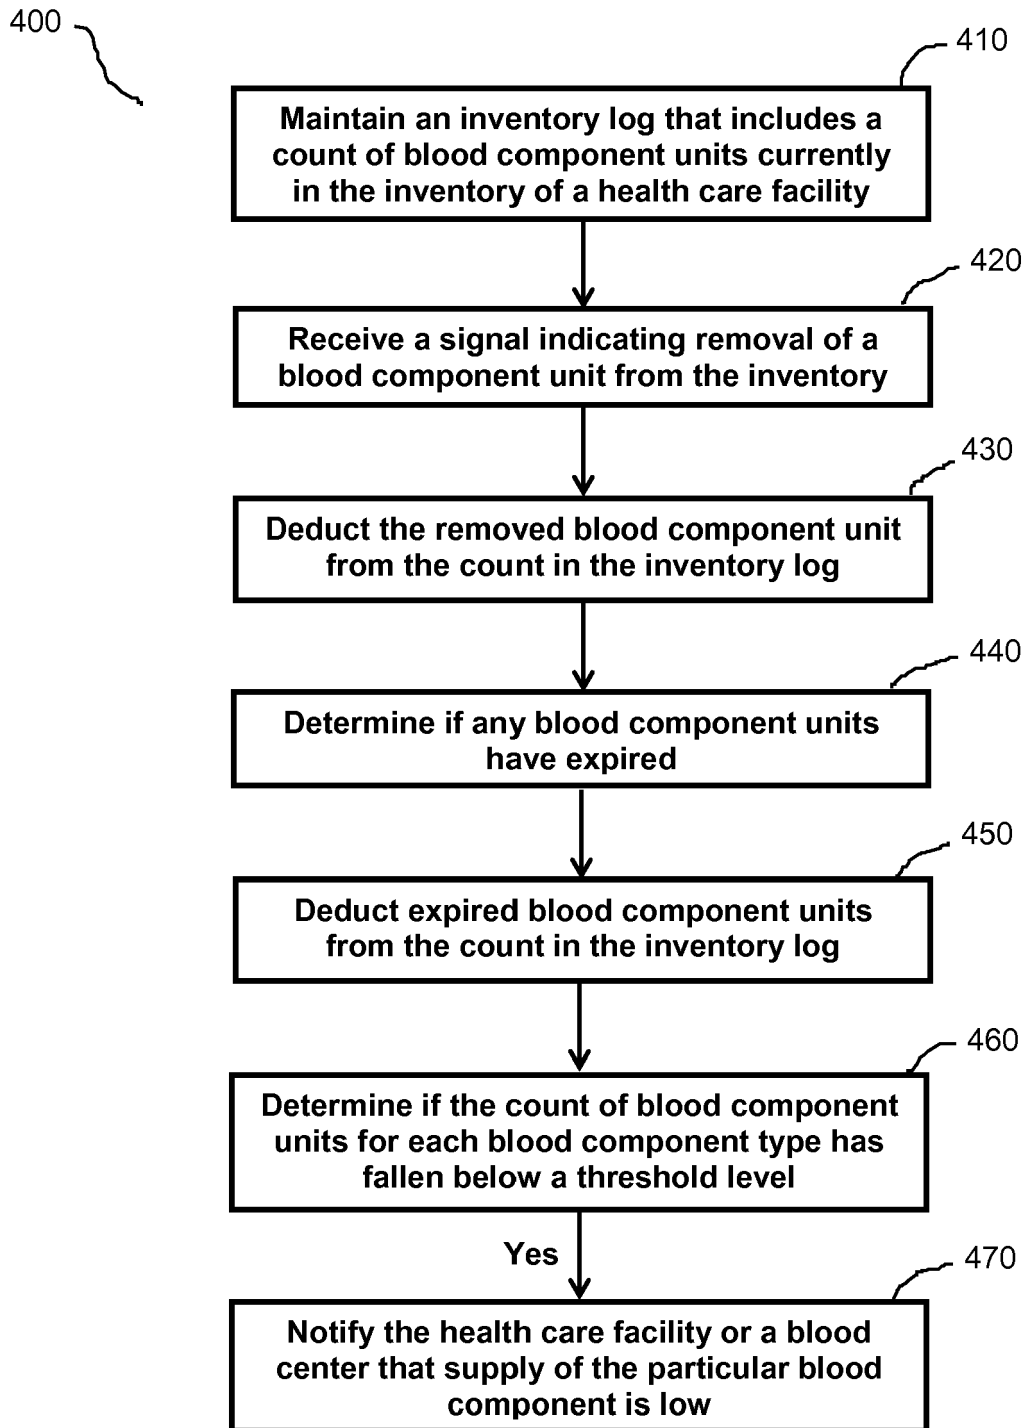 400
410
Maintain an inventory log that includes a
count of blood component units currently
in the inventory of a health care facility
420
Receive a signal indicating removal of a
blood component unit from the inventory
430
Deduct the removed blood component unit
from the count in the inventory log
440
Determine if any blood component units
have expired
450
Deduct expired blood component units
from the count in the inventory log
460
Determine if the count of blood component
units for each blood component type has
fallen below a threshold level
Yes
470
Notify the health care facility or a blood
center that supply of the particular blood
component is low